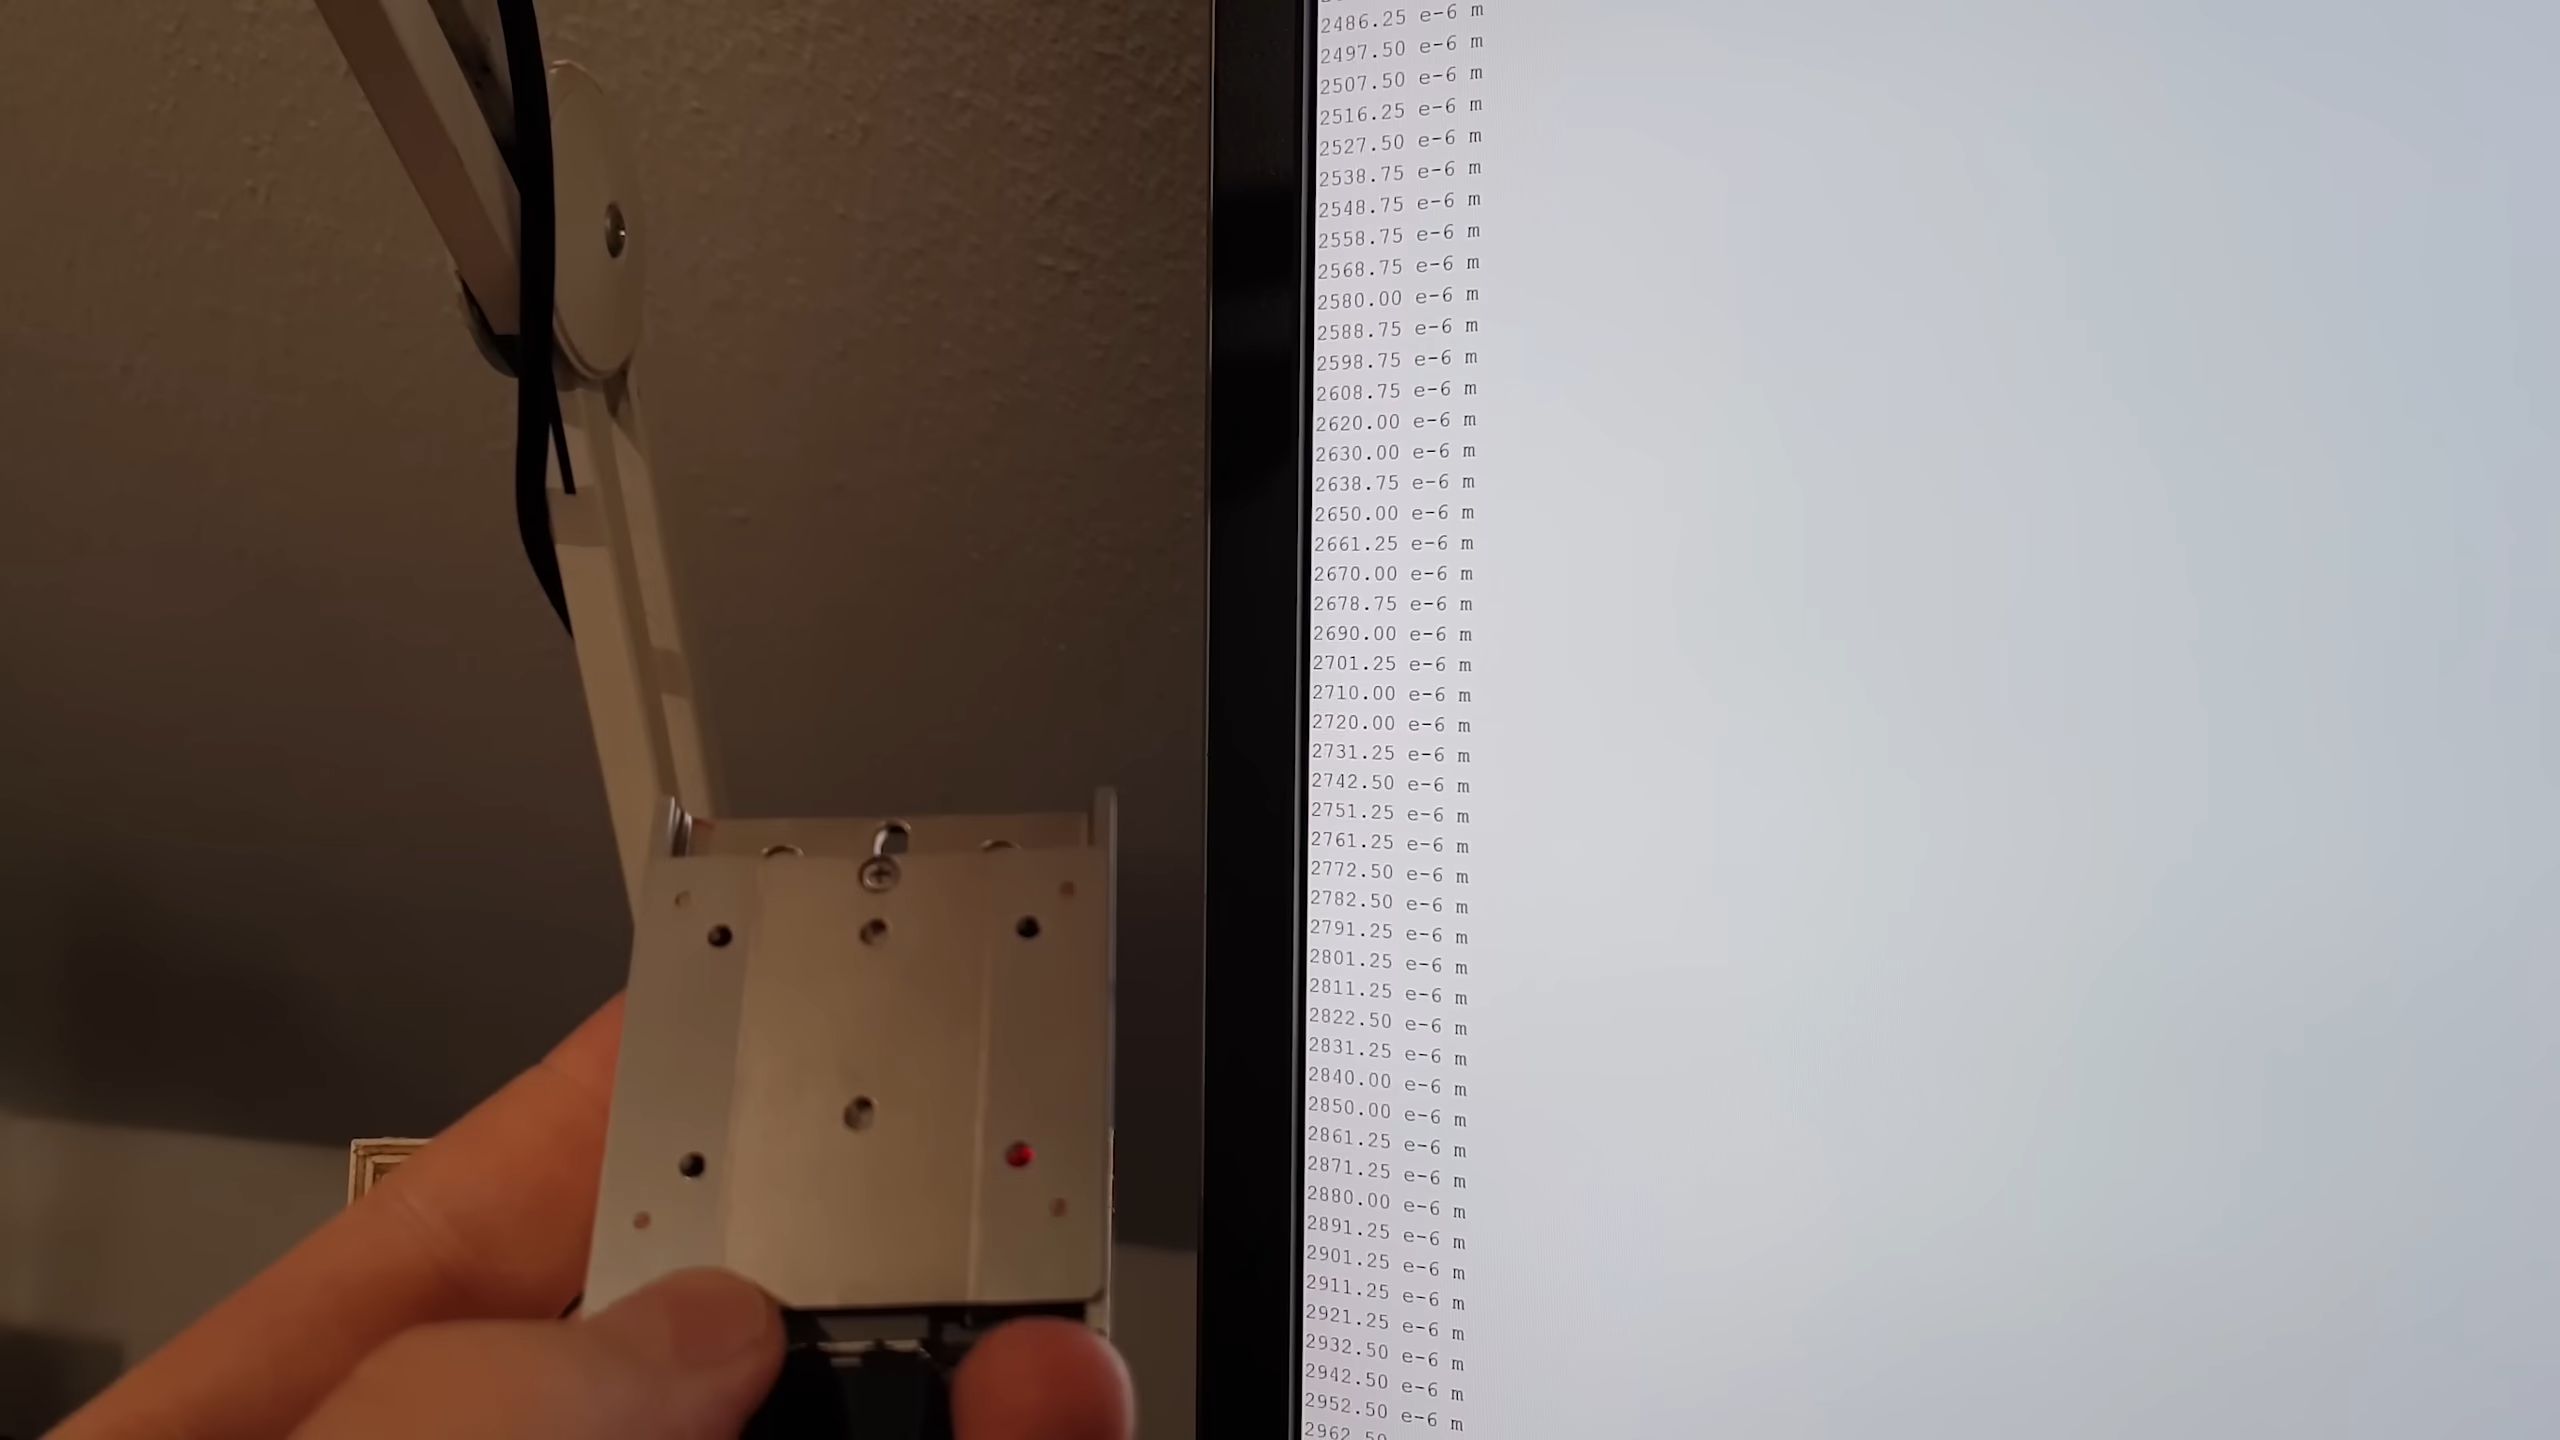 2486.25 e-6 m
2497.50 e-6 m
2507.50 e-6 m
2516.25 e-6 m
2527.50 e-6 m
2538.75 e-6 m
2548.75 e-6 m
2558.75 e-6 m
2568.75 e-6 m
2580.00 e-6 m
2588.75 e-6 m
2598.75 e-6 m
2608.75 e-6 m
2620.00 e-6 m
2630.00 e-6 m
2638.75 e-6 m
2650.00 e-6 m
2661.25 e-6 m
2670.00 e-6 m
2678.75 e-6 m
2690.00 e-6 m
2701.25 e-6 m
2710.00 e-6 m
2720.00 e-6 m
2731.25 e-6 m
2742.50 e-6 m
2751.25 e-6 m
2761.25 e-6 m
2772.50 e-6 m
2782.50 e-6 m
2791.25 e-6 m
2801.25 e-6 m
2811.25 e-6 m
2822.50 e-6 m
2831.25 e-6 m
2840.00 e-6 m
2850.00 e-6 m
2861.25 e-6 m
2871.25 e-6 m
2880.00 e-6 m
2891.25 e-6 m
2901.25 e-6 m
2911.25 e-6 m
2921.25 e-6 m
2932.50 e-6 m
2942.50 e-6 m
2952.50 e-6 m
2962.50